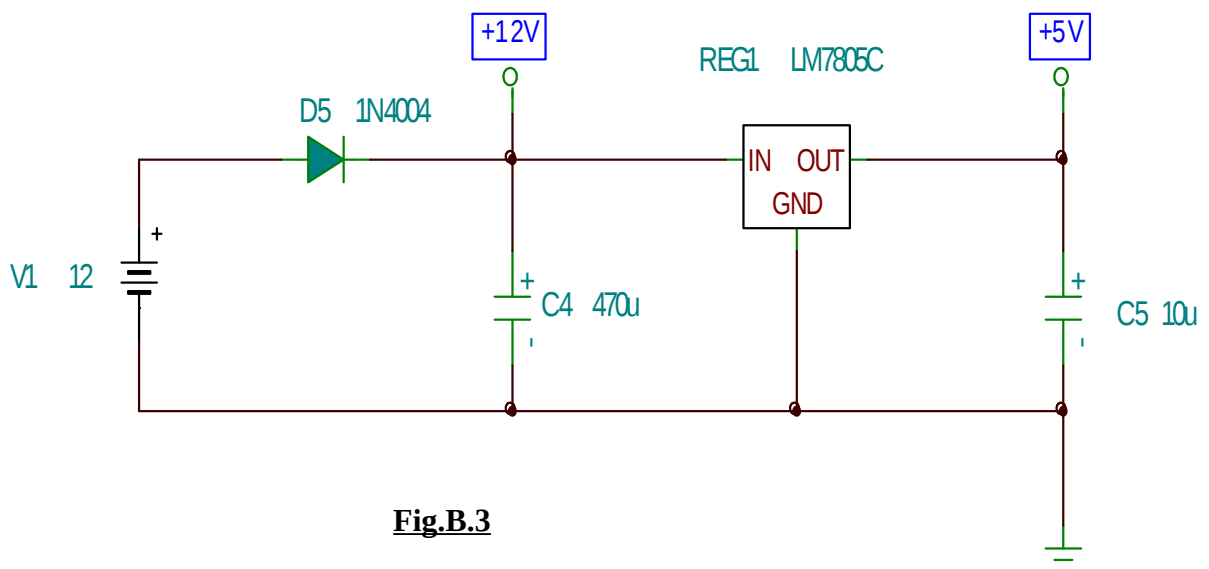 +12V
+5V
REG1 LM7805C
D5 1N4004
IN OUT
GND
+
V1 12
+
C4 470u
-
+
C5 10u
-
Fig.B.3